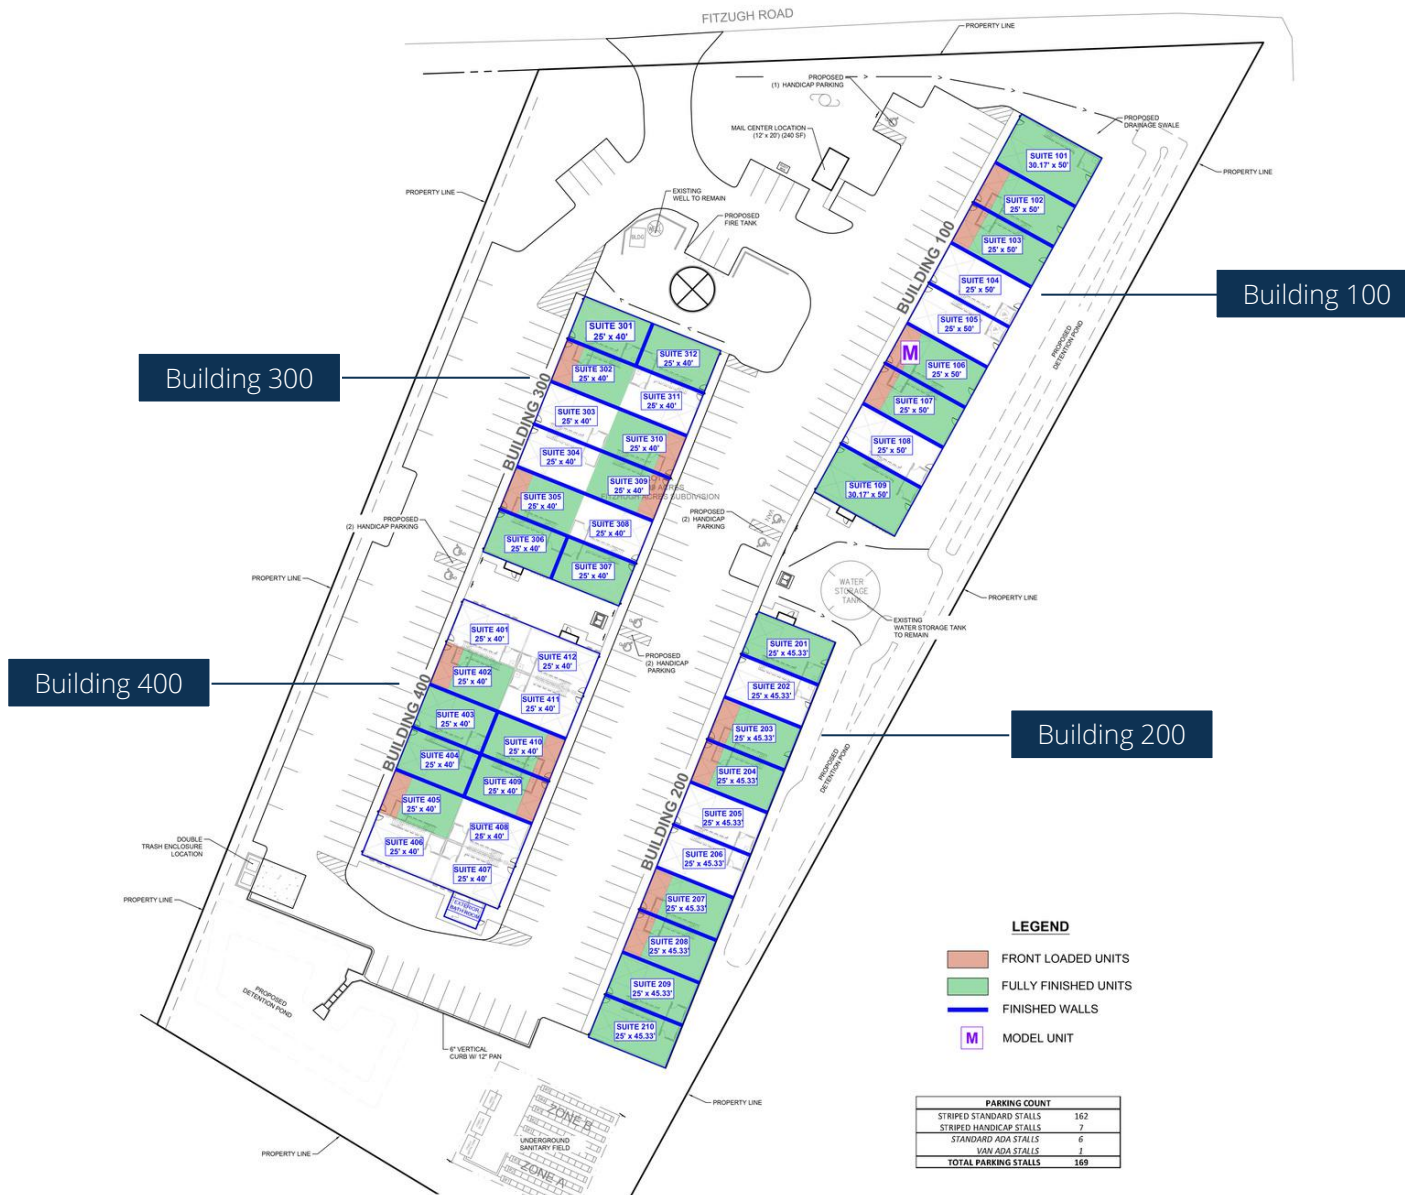 FITZUGH ROAD
PROPERTY LINE
PROPOSED
(1) HANDICAP PARKING
MAIL CENTER LOCATION
(12' x 20') (240 SF)
PROPOSED
DRAINAGE SWALE
PROPERTY LINE
PROPERTY LINE
EXISTING
WELL TO REMAIN
PROPOSED
FIRE TANK
BLDG
WELL
BUILDING 100
SUITE 101
30.17' x 50'
SUITE 102
25' x 50'
SUITE 103
25' x 50'
SUITE 104
25' x 50'
SUITE 105
25' x 50'
M
SUITE 106
25' x 50'
SUITE 107
25' x 50'
SUITE 108
25' x 50'
SUITE 109
30.17' x 50'
Building 100
PROPOSED
DETENTION POND
Building 300
BUILDING 300
SUITE 301
25' x 40'
SUITE 312
25' x 40'
SUITE 302
25' x 40'
SUITE 311
25' x 40'
SUITE 303
25' x 40'
SUITE 310
25' x 40'
SUITE 304
25' x 40'
SUITE 309
25' x 40'
ACRES
FITZHUGH ACRES SUBDIVISION
SUITE 305
25' x 40'
SUITE 308
25' x 40'
SUITE 306
25' x 40'
SUITE 307
25' x 40'
PROPOSED
(2) HANDICAP PARKING
PROPOSED
(2) HANDICAP
PARKING
VAN
PROPERTY LINE
WATER
STORAGE
TANK
PROPERTY LINE
EXISTING
WATER STORAGE TANK
TO REMAIN
PROPOSED
(2) HANDICAP
PARKING
Building 400
BUILDING 400
SUITE 401
25' x 40'
SUITE 412
25' x 40'
SUITE 402
25' x 40'
SUITE 411
25' x 40'
SUITE 403
25' x 40'
SUITE 410
25' x 40'
SUITE 404
25' x 40'
SUITE 409
25' x 40'
SUITE 405
25' x 40'
SUITE 408
25' x 40'
SUITE 406
25' x 40'
SUITE 407
25' x 40'
EXTERIOR
BATHROOM
BUILDING 200
SUITE 201
25' x 45.33'
SUITE 202
25' x 45.33'
SUITE 203
25' x 45.33'
SUITE 204
25' x 45.33'
SUITE 205
25' x 45.33'
SUITE 206
25' x 45.33'
SUITE 207
25' x 45.33'
SUITE 208
25' x 45.33'
SUITE 209
25' x 45.33'
SUITE 210
25' x 45.33'
Building 200
PROPOSED
DETENTION POND
DOUBLE
TRASH ENCLOSURE
LOCATION
PROPERTY LINE
PROPOSED
DETENTION POND
6" VERTICAL
CURB W/ 12" PAN
PROPERTY LINE
PROPERTY LINE
ZONE B
UNDERGROUND
SANITARY FIELD
ZONE A
LEGEND
FRONT LOADED UNITS
FULLY FINISHED UNITS
FINISHED WALLS
M MODEL UNIT
PARKING COUNT
STRIPED STANDARD STALLS 162
STRIPED HANDICAP STALLS 7
STANDARD ADA STALLS 6
VAN ADA STALLS 1
TOTAL PARKING STALLS 169